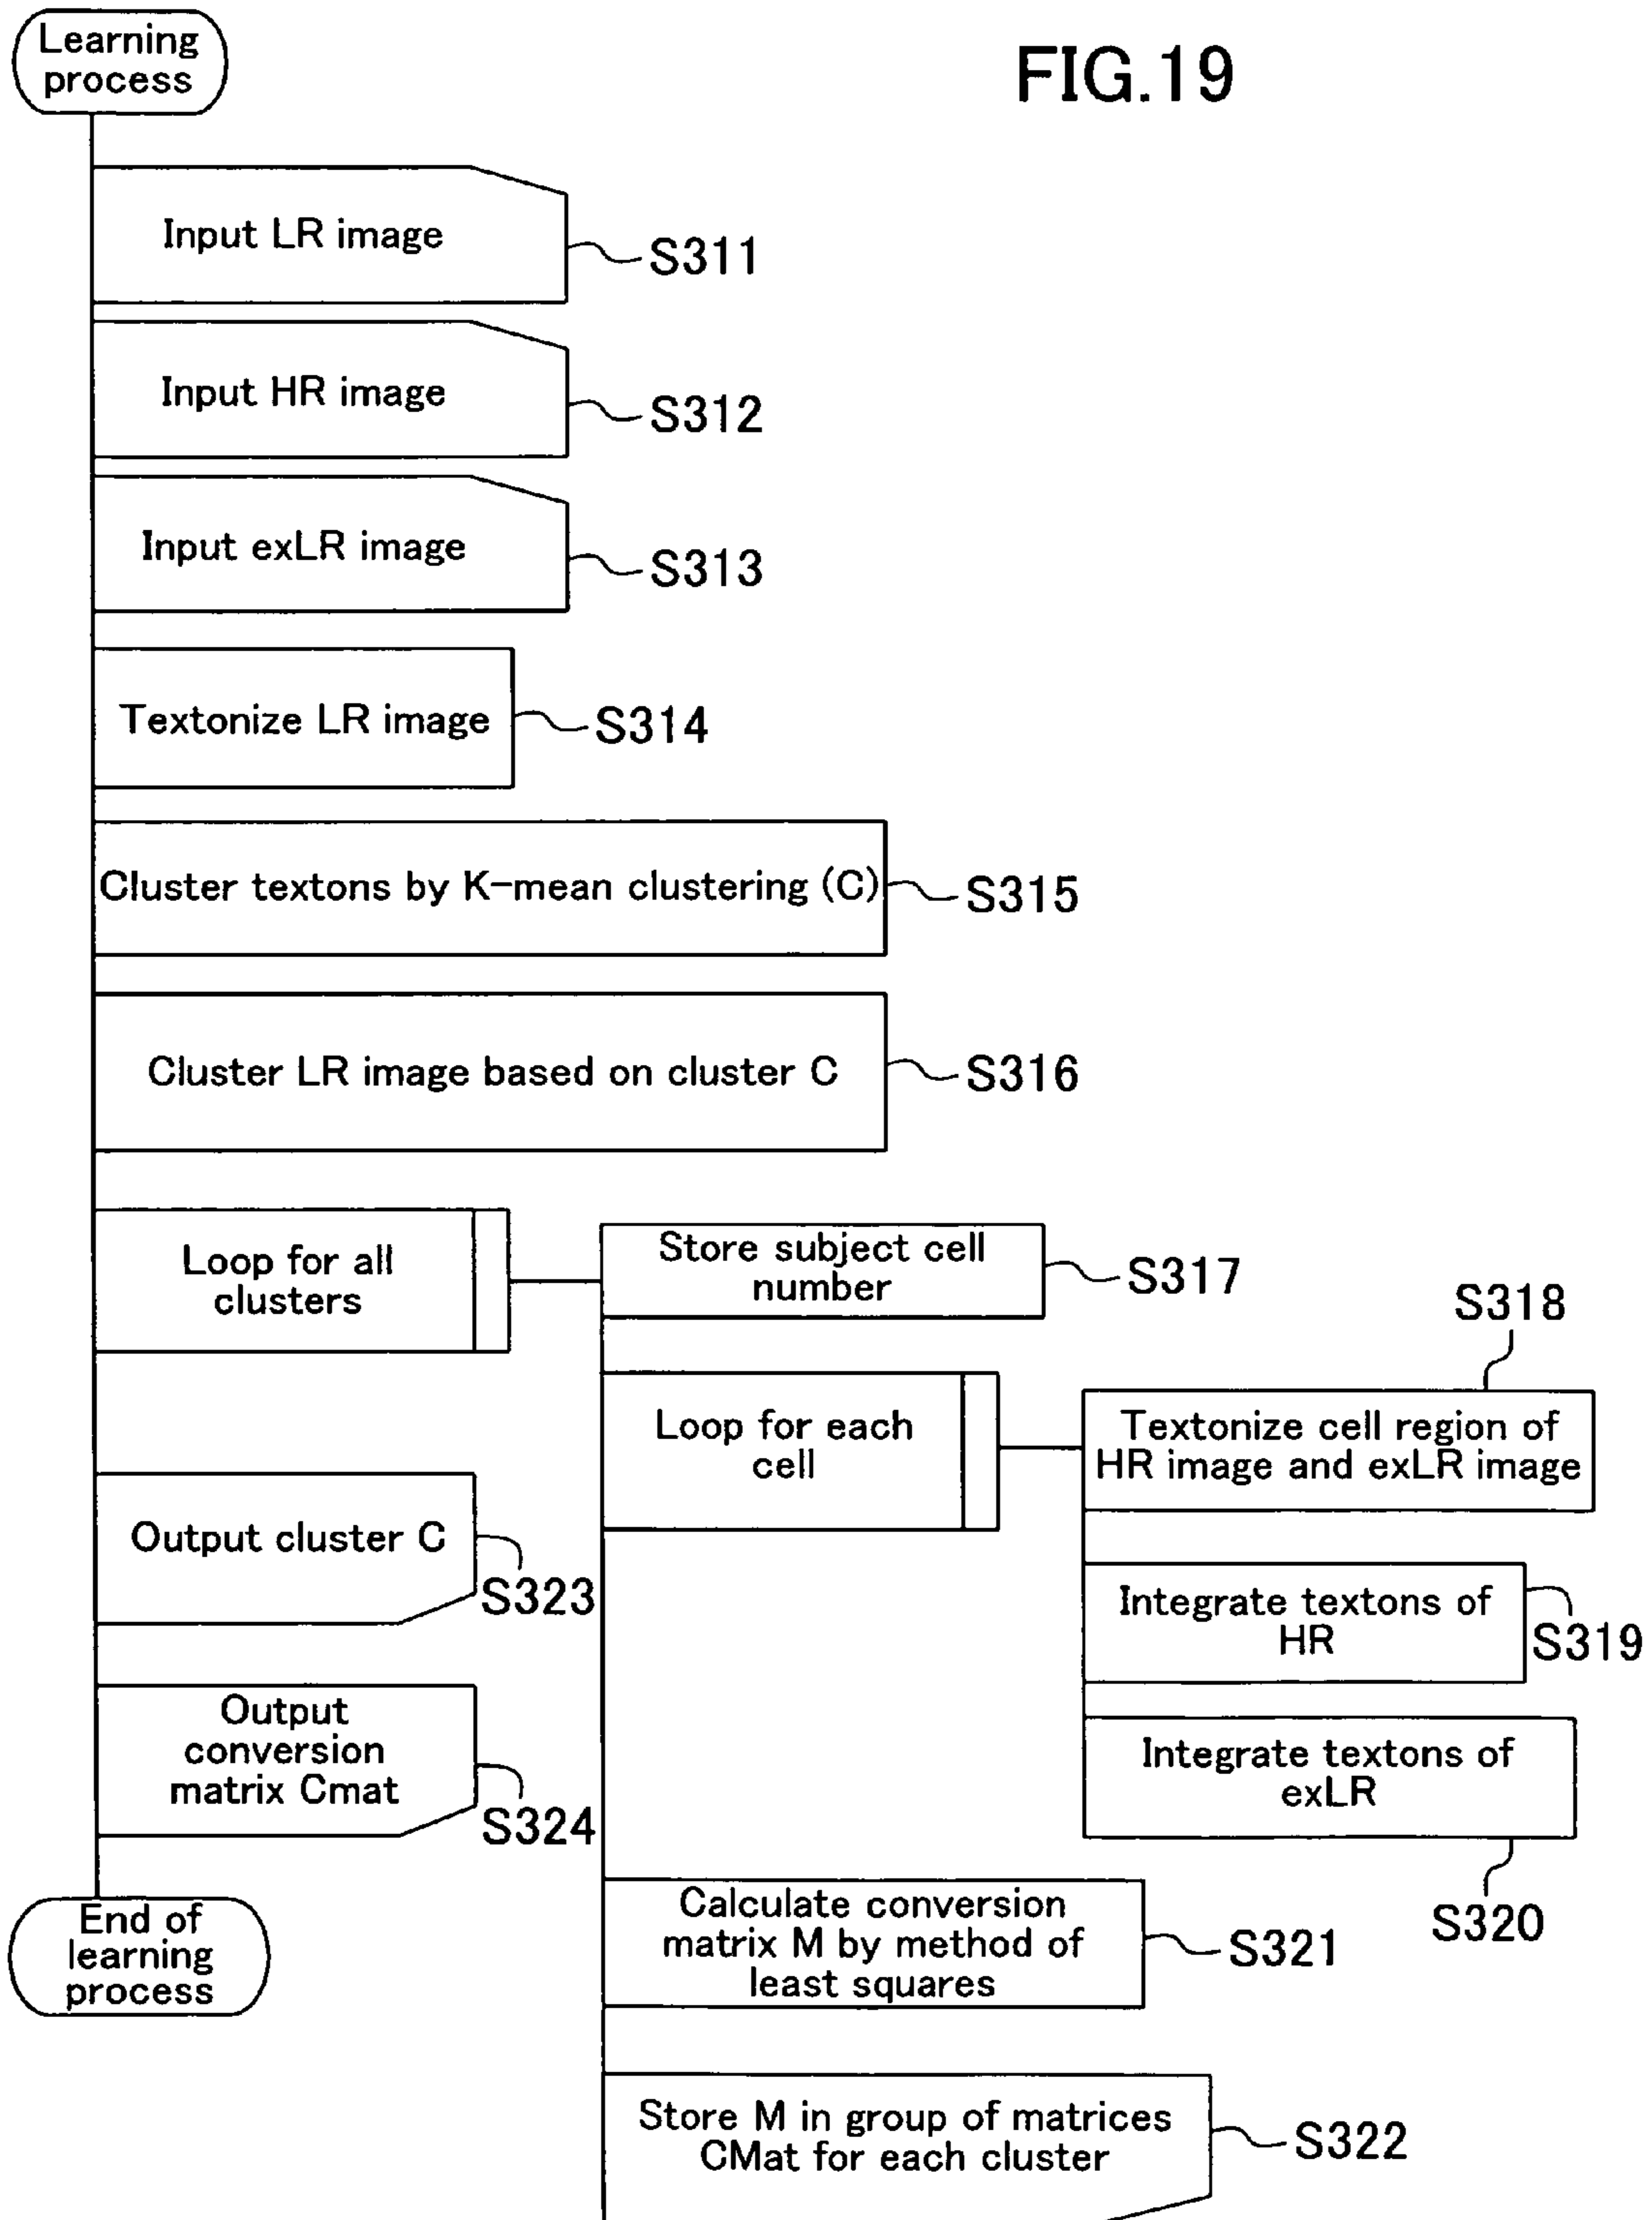 Learning
process
FIG.19
Input LR image
S311
Input HR image
S312
Input exLR image
S313
Textonize LR image
S314
Cluster textons by K-mean clustering (C)
S315
Cluster LR image based on cluster C
S316
Loop for all
clusters
Store subject cell
number
S317
Loop for each
cell
S318
Textonize cell region of
HR image and exLR image
Integrate textons of
HR
S319
Integrate textons of
exLR
S320
Calculate conversion
matrix M by method of
least squares
S321
Store M in group of matrices
CMat for each cluster
S322
Output cluster C
S323
Output
conversion
matrix Cmat
S324
End of
learning
process